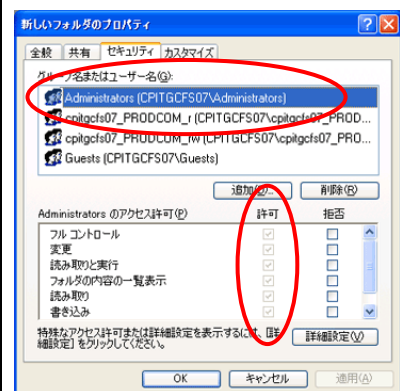 新しいフォルダのプロパティ
全般 共有 セキュリティ カスタマイズ
グループ名またはユーザー名(G):
Administrators (CPITGCFS07\Administrators)
cpitgcfs07_PRODCOM_r (CPITGCFS07\cpitgcfs07_PROD...
cpitgcfs07_PRODCOM_rw (CPITGCFS07\cpitgcfs07_PRO...
Guests (CPITGCFS07\Guests)
追加(D)... 削除(R)
Administrators のアクセス許可(P) 許可 拒否
フル コントロール
変更
読み取りと実行
フォルダの内容の一覧表示
読み取り
書き込み
特殊なアクセス許可または詳細設定を表示するには、[詳
細設定] をクリックしてください。
詳細設定(V)
OK キャンセル 適用(A)